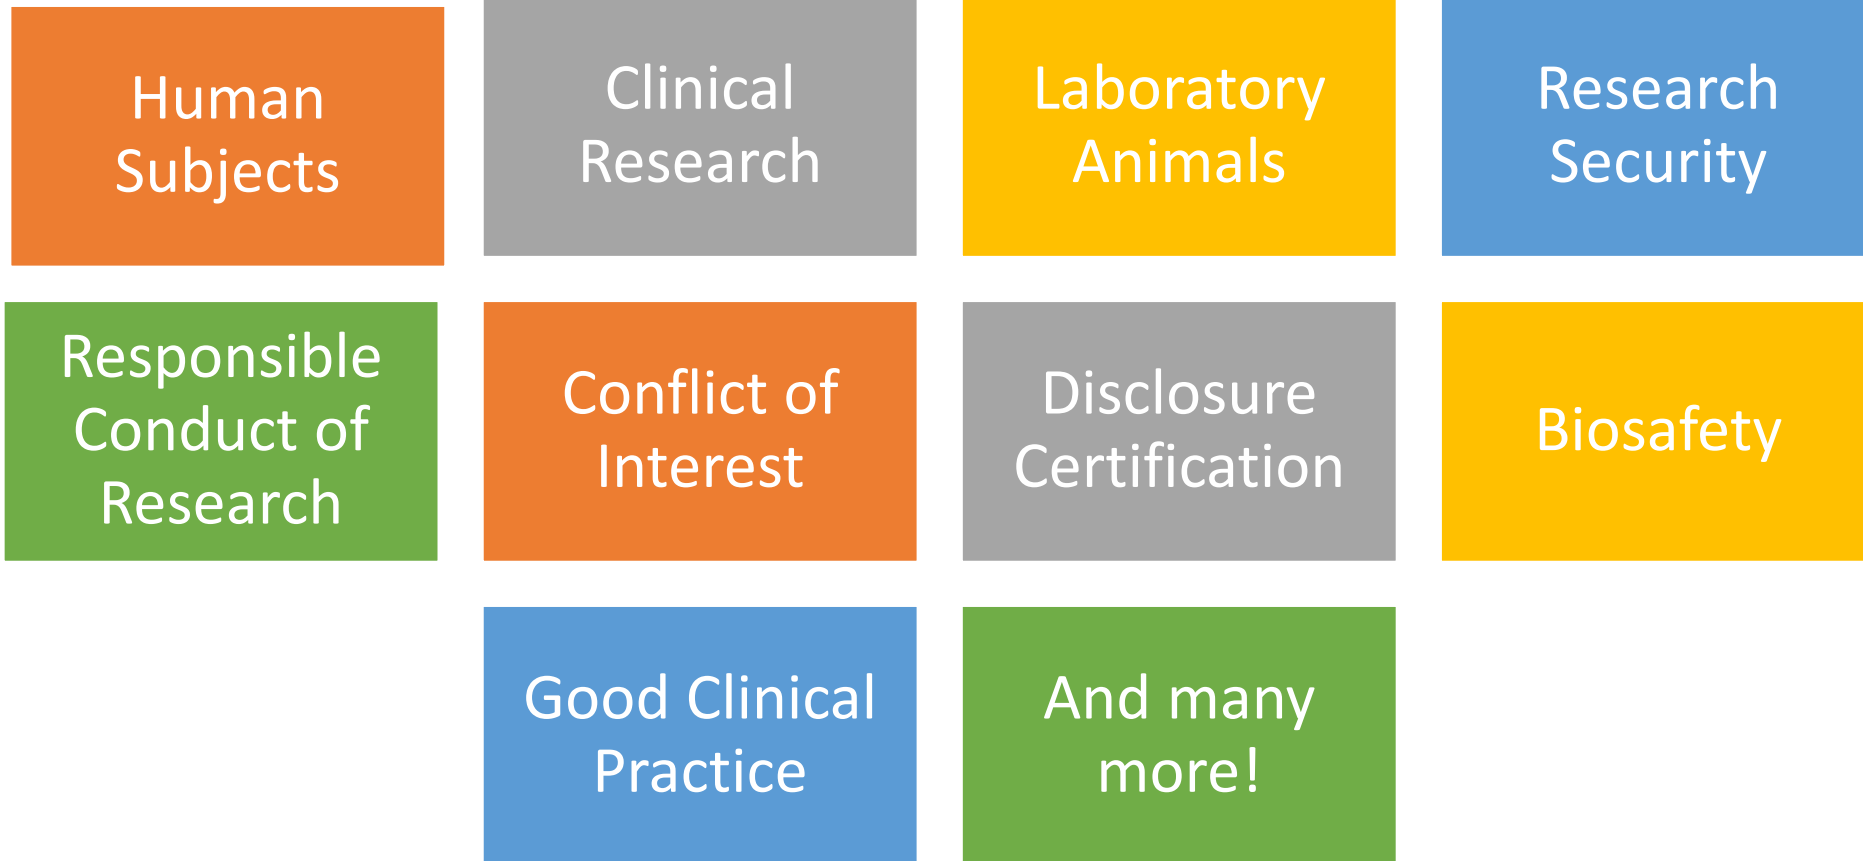 Human
Subjects
Clinical
Research
Laboratory
Animals
Research
Security
Responsible
Conduct of
Research
Conflict of
Interest
Disclosure
Certification
Biosafety
Good Clinical
Practice
And many
more!